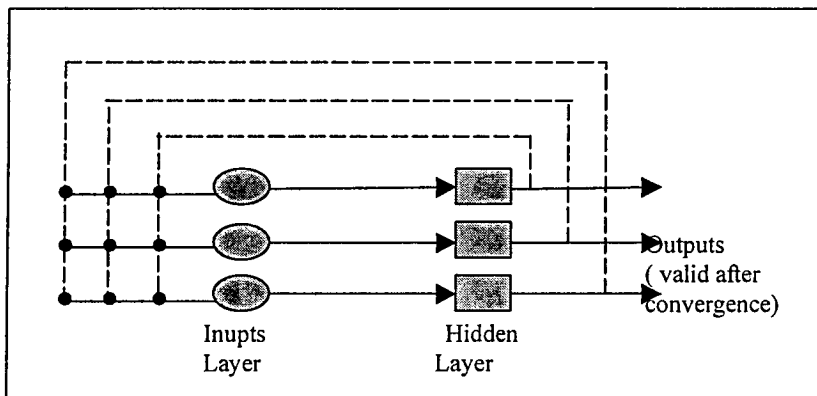 Outputs
( valid after
convergence)
Inupts
Layer
Hidden
Layer